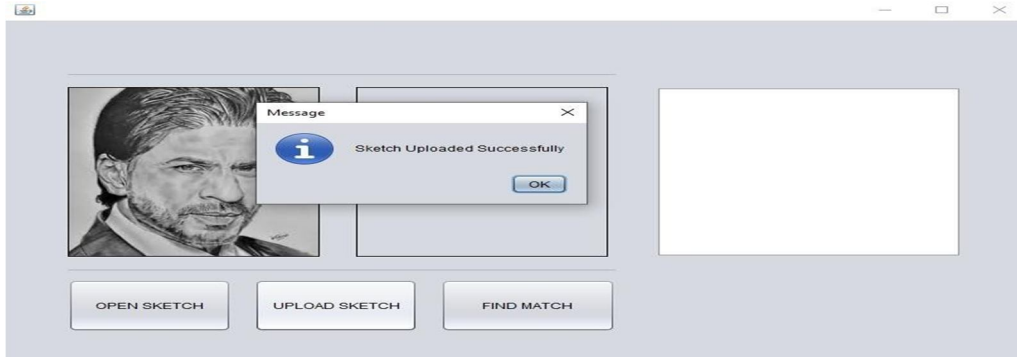 Message
Sketch Uploaded Successfully
OK
OPEN SKETCH
UPLOAD SKETCH
FIND MATCH